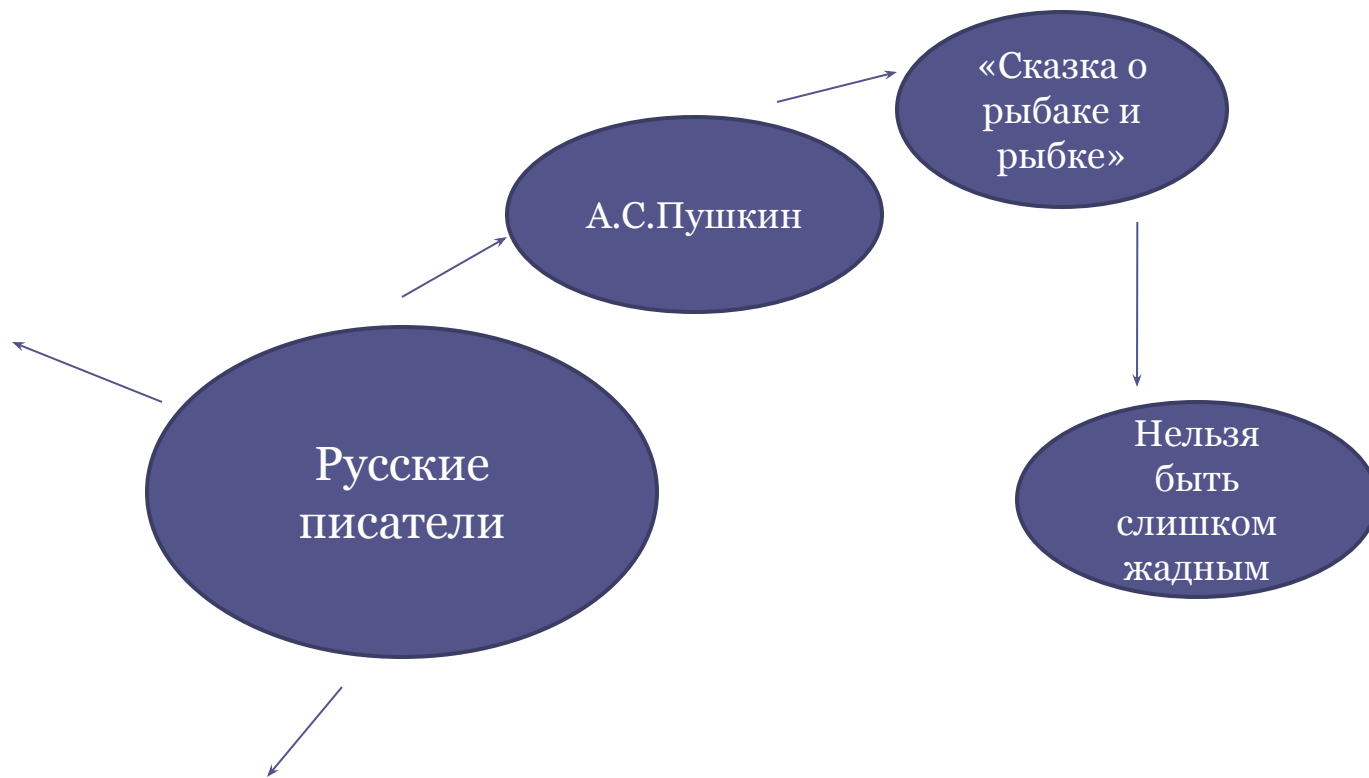 «Сказка о
рыбаке и
рыбке»
А.С.Пушкин
Русские
писатели
Нельзя
быть
слишком
жадным